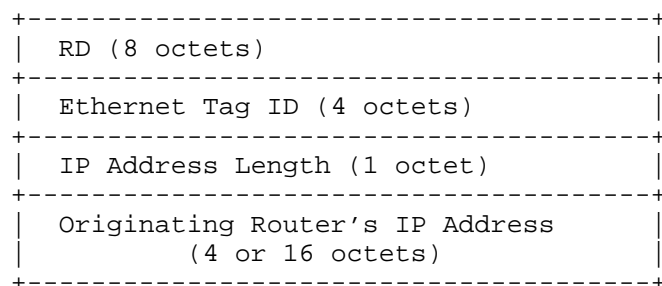 RD (8 octets)
Ethernet Tag ID (4 octets)
IP Address Length (1 octet)
Originating Router's IP Address
(4 or 16 octets)